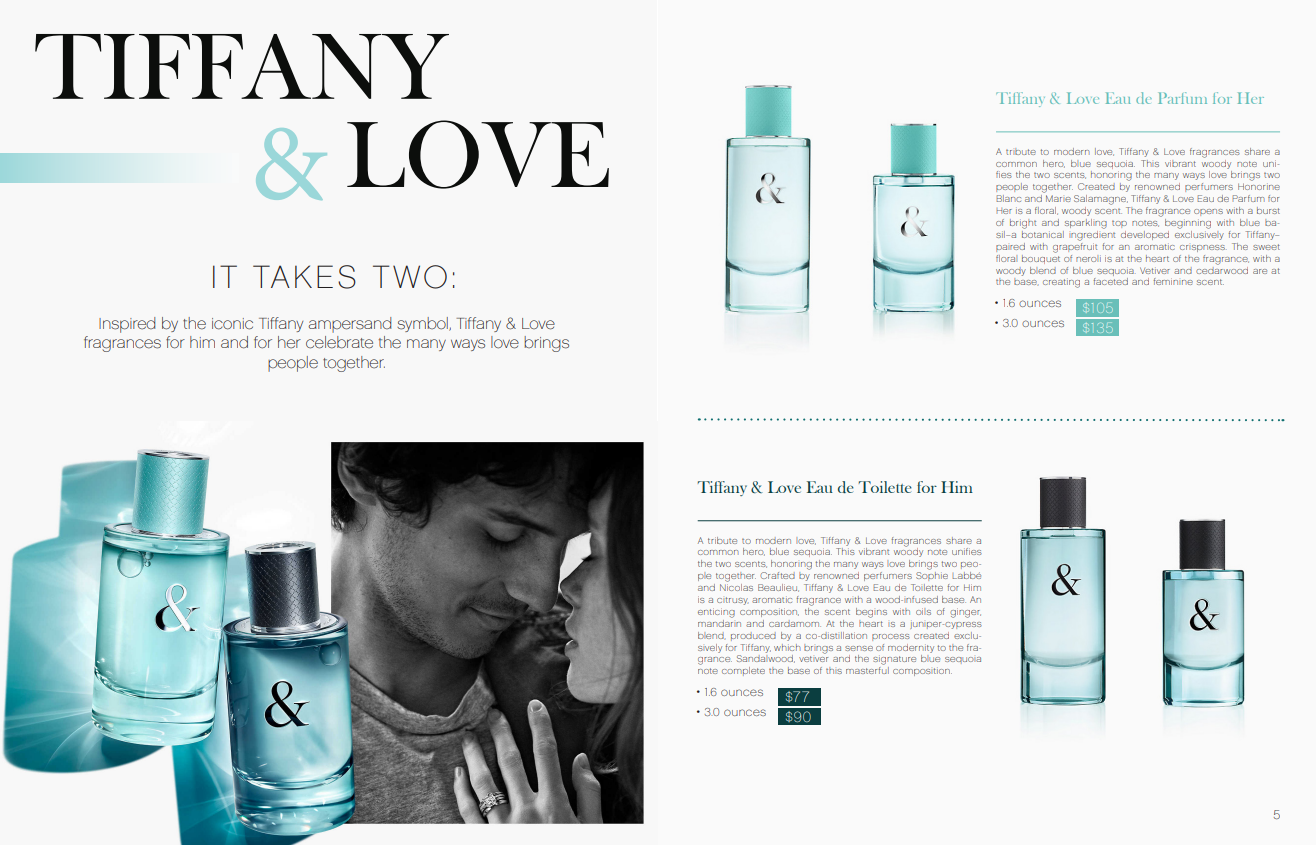 TIFFANY
& LOVE
IT TAKES TWO:
Inspired by the iconic Tiffany ampersand symbol, Tiffany & Love
fragrances for him and for her celebrate the many ways love brings
people together.
&
&
&
&
Tiffany & Love Eau de Parfum for Her
A tribute to modern love, Tiffany & Love fragrances share a
common hero, blue sequoia. This vibrant woody note uni-
fies the two scents, honoring the many ways love brings two
people together. Created by renowned perfumers Honorine
Blanc and Marie Salamagne, Tiffany & Love Eau de Parfum for
Her is a floral, woody scent. The fragrance opens with a burst
of bright and sparkling top notes, beginning with blue ba-
sil–a botanical ingredient developed exclusively for Tiffany–
paired with grapefruit for an aromatic crispness. The sweet
floral bouquet of neroli is at the heart of the fragrance, with a
woody blend of blue sequoia. Vetiver and cedarwood are at
the base, creating a faceted and feminine scent.
• 1.6 ounces $105
• 3.0 ounces $135
Tiffany & Love Eau de Toilette for Him
A tribute to modern love, Tiffany & Love fragrances share a
common hero, blue sequoia. This vibrant woody note unifies
the two scents, honoring the many ways love brings two peo-
ple together. Crafted by renowned perfumers Sophie Labbé
and Nicolas Beaulieu, Tiffany & Love Eau de Toilette for Him
is a citrusy, aromatic fragrance with a wood-infused base. An
enticing composition, the scent begins with oils of ginger,
mandarin and cardamom. At the heart is a juniper-cypress
blend, produced by a co-distillation process created exclu-
sively for Tiffany, which brings a sense of modernity to the fra-
grance. Sandalwood, vetiver and the signature blue sequoia
note complete the base of this masterful composition.
• 1.6 ounces $77
• 3.0 ounces $90
&
&
5